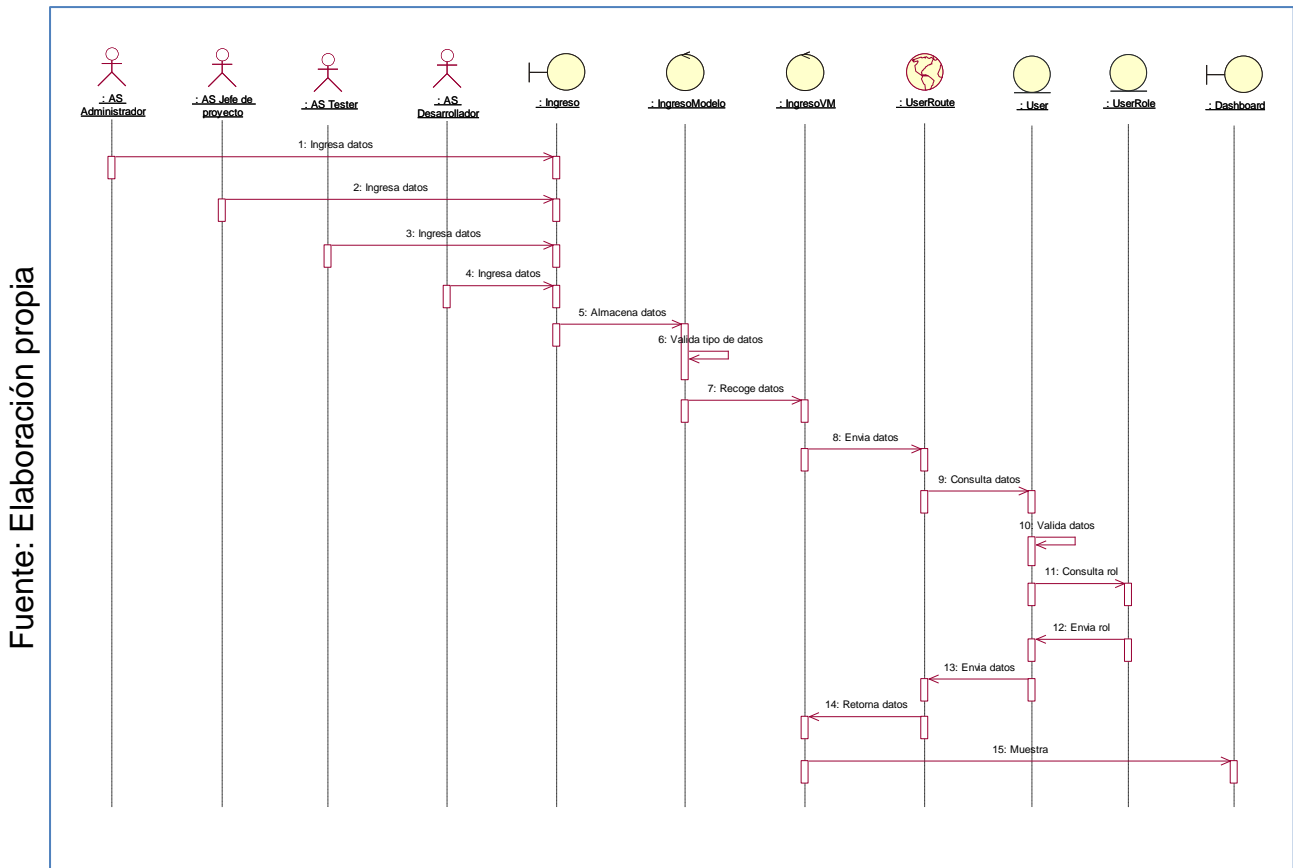 : AS
Administrador
: AS Jefe de
proyecto
: AS Tester
: AS
Desarrollador
: Ingreso
: IngresoModelo
: IngresoVM
: UserRoute
: User
: UserRole
: Dashboard
1: Ingresa datos
2: Ingresa datos
3: Ingresa datos
4: Ingresa datos
5: Almacena datos
6: Valida tipo de datos
7: Recoge datos
8: Envia datos
9: Consulta datos
10: Valida datos
11: Consulta rol
12: Envia rol
13: Envia datos
14: Retorna datos
15: Muestra
Fuente: Elaboración propia